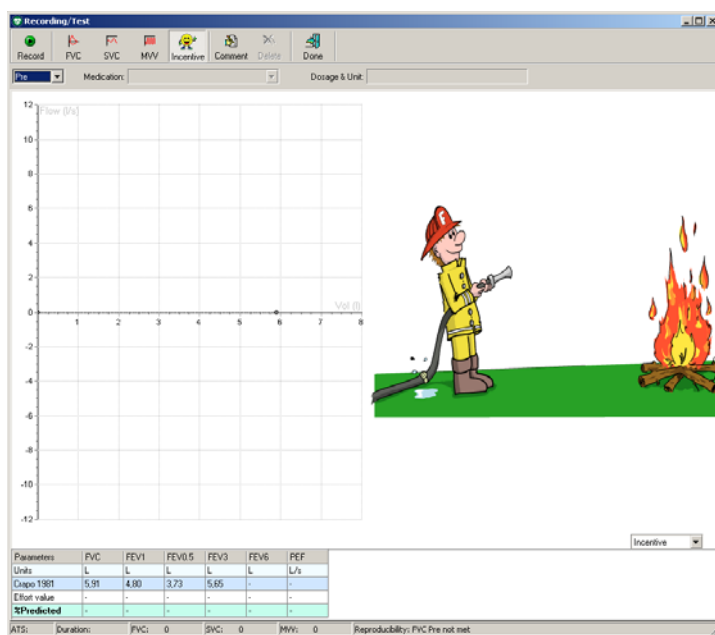 Recording/Test
Record FVC SVC MVV Incentive Comment Delete Done
Pre Medication: Dosage & Unit:
12
Flow (l/s)
10
8
6
4
2
0
Vol (l)
1 2 3 4 5 6 7 8
-2
-4
-6
-8
-10
-12
F
Incentive
Parameters FVC FEV1 FEV0.5 FEV3 FEV6 PEF
Units L L L L L L/s
Crapo 1981 5,91 4,80 3,73 5,65 - -
Effort value - - - - - -
%Predicted - - - - - -
ATS: Duration: FVC: 0 SVC: 0 MVV: 0 Reproducibility: FVC Pre not met